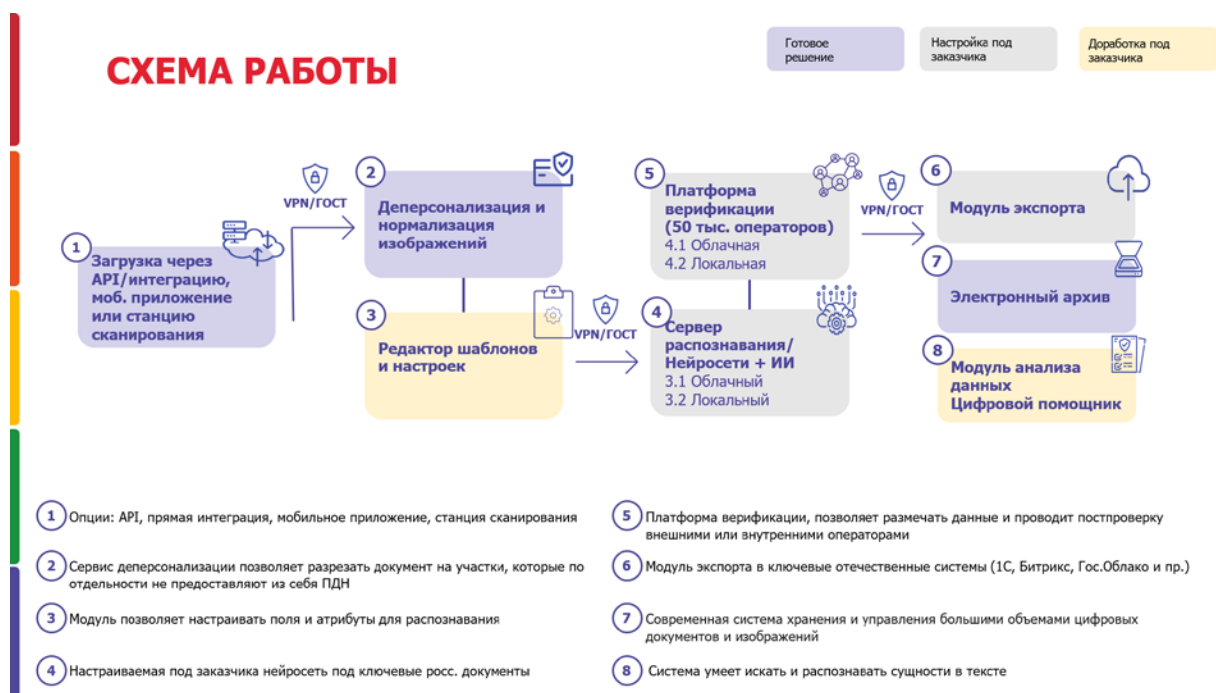 СХЕМА РАБОТЫ
Готовое
решение
Настройка под
заказчика
Доработка под
заказчика
1
Загрузка через
API/интеграцию,
моб. приложение
или станцию
сканирования
VPN/ГОСТ
2
Деперсонализация и
нормализация
изображений
3
Редактор шаблонов
и настроек
VPN/ГОСТ
5
Платформа
верификации
(50 тыс. операторов)
4.1 Облачная
4.2 Локальная
4
Сервер
распознавания/
Нейросети + ИИ
3.1 Облачный
3.2 Локальный
VPN/ГОСТ
6
Модуль экспорта
7
Электронный архив
8
Модуль анализа
данных
Цифровой помощник
1 Опции: API, прямая интеграция, мобильное приложение, станция сканирования
2 Сервис деперсонализации позволяет разрезать документ на участки, которые по
отдельности не предоставляют из себя ПДН
3 Модуль позволяет настраивать поля и атрибуты для распознавания
4 Настраиваемая под заказчика нейросеть под ключевые росс. документы
5 Платформа верификации, позволяет размечать данные и проводит постпроверку
внешними или внутренними операторами
6 Модуль экспорта в ключевые отечественные системы (1С, Битрикс, Гос.Облако и пр.)
7 Современная система хранения и управления большими объемами цифровых
документов и изображений
8 Система умеет искать и распознавать сущности в тексте